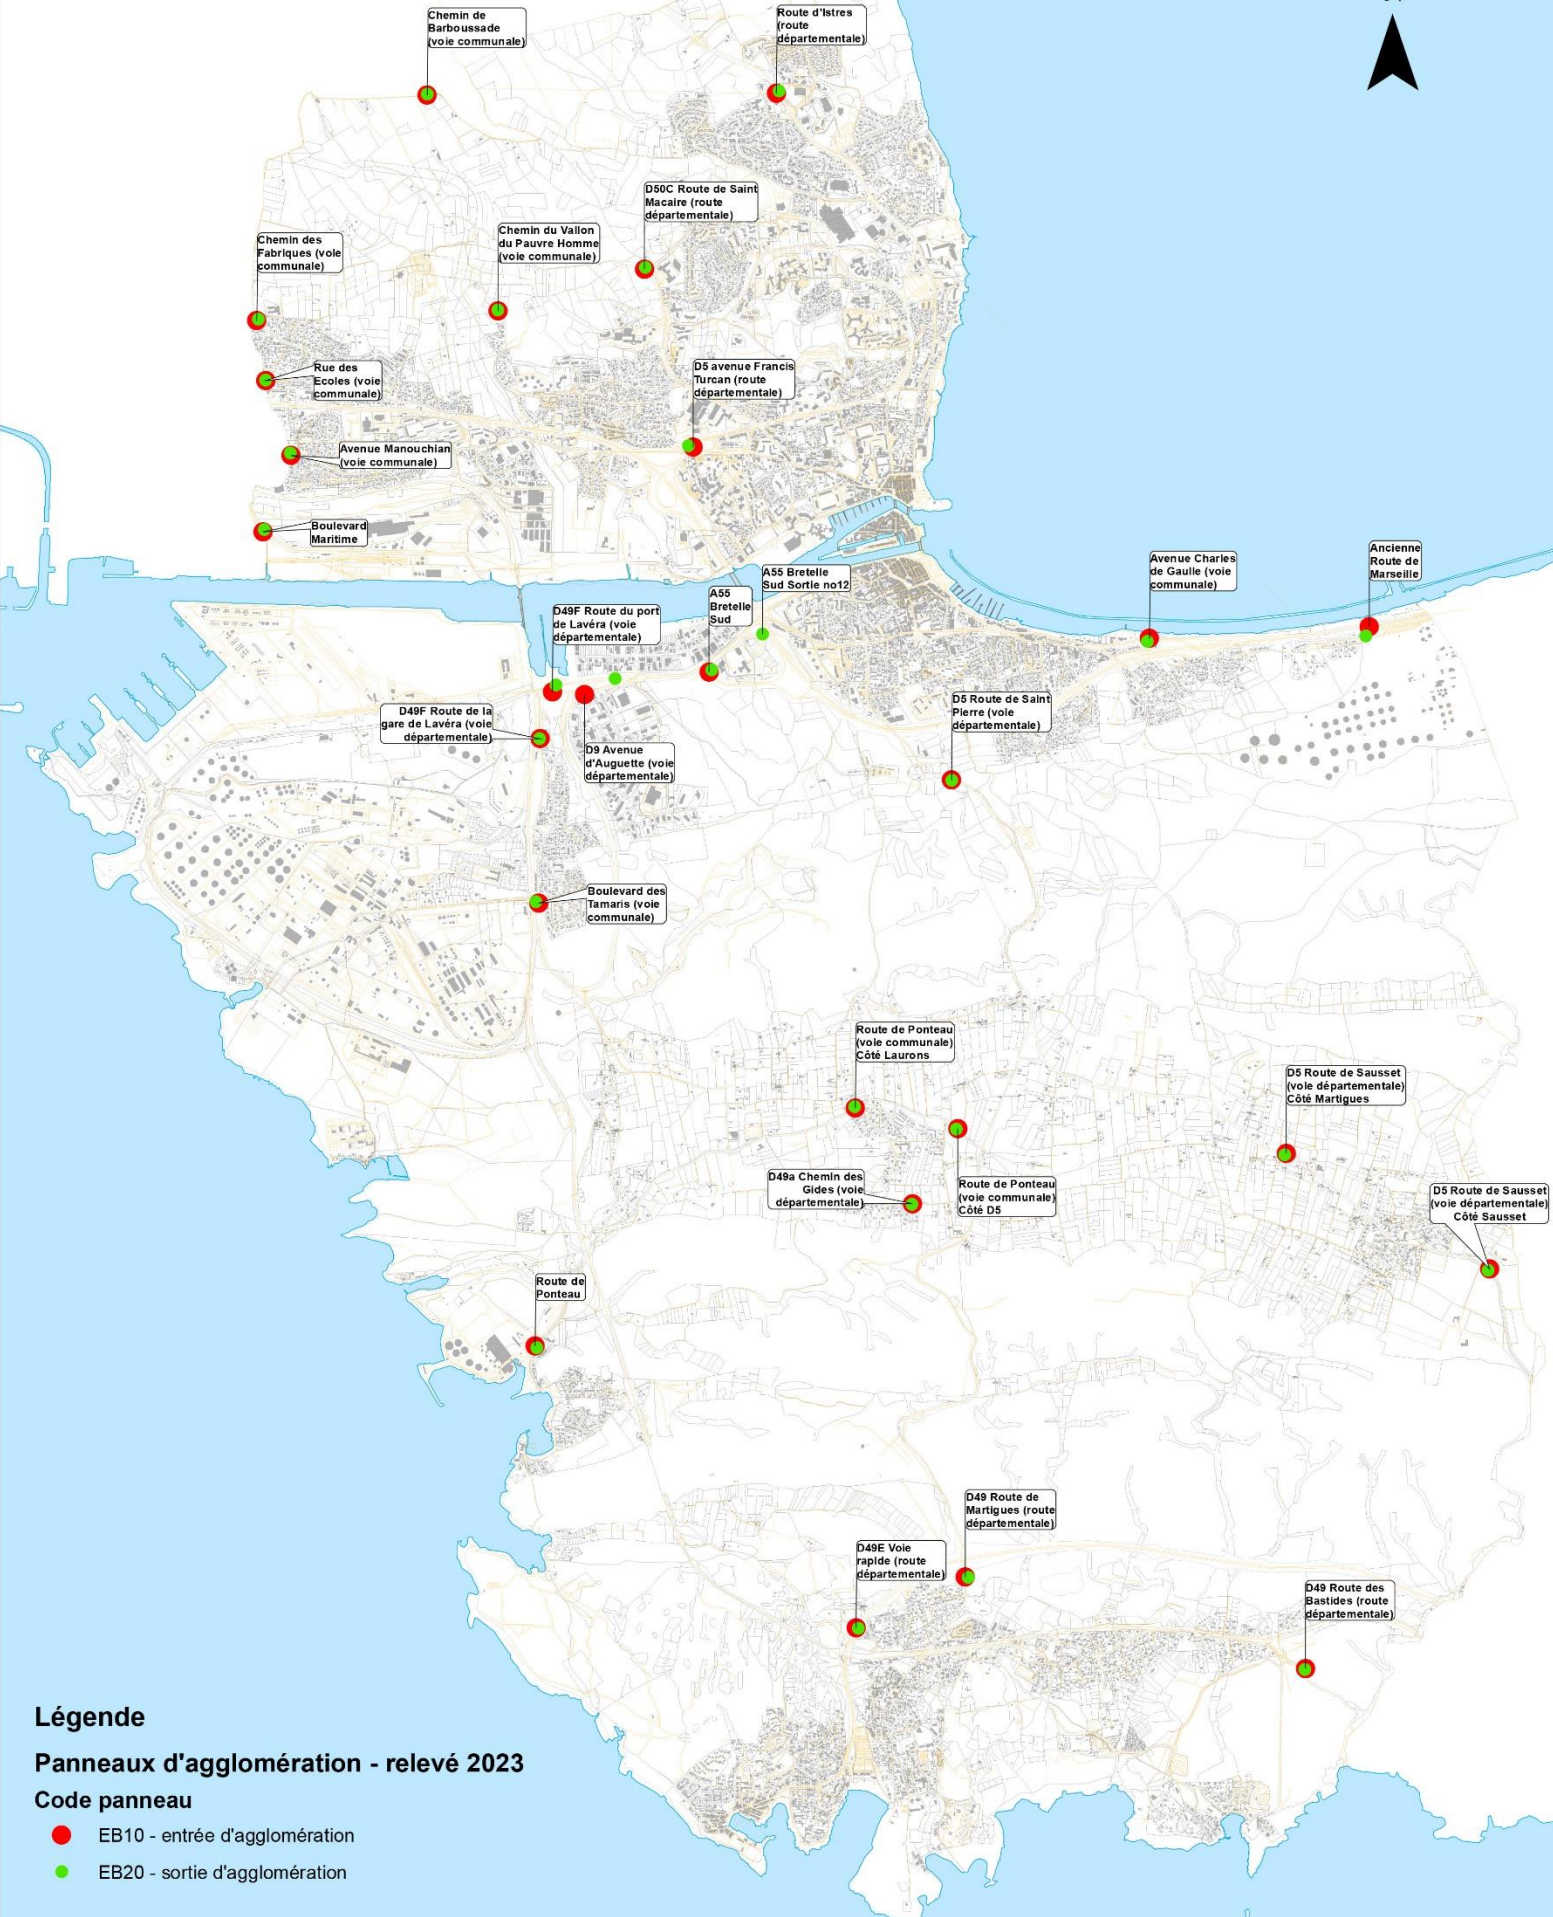 Chemin de
Barboussade
(voie communale)
Route d'Istres
(route
départementale)
D50C Route de Saint
Macaire (route
départementale)
Chemin du Vallon
du Pauvre Homme
(voie communale)
Chemin des
Fabriques (voie
communale)
Rue des
Ecoles (voie
communale)
D5 avenue Francis
Turcan (route
départementale)
Avenue Manouchian
(voie communale)
Boulevard
Maritime
Ancienne
Route de
Marseille
Avenue Charles
de Gaulle (voie
communale)
A55 Bretelle
Sud Sortie no12
A55
Bretelle
Sud
D49F Route du port
de Lavéra (voie
départementale)
D5 Route de Saint
Pierre (voie
départementale)
D49F Route de la
gare de Lavéra (voie
départementale)
D9 Avenue
d'Auguette (voie
départementale)
Boulevard des
Tamaris (voie
communale)
Route de Ponteau
(voie communale)
Côté Laurons
D5 Route de Sausset
(voie départementale)
Côté Martigues
D49a Chemin des
Gides (voie
départementale)
Route de Ponteau
(voie communale)
Côté D5
D5 Route de Sausset
(voie départementale)
Côté Sausset
Route de
Ponteau
D49 Route de
Martigues (route
départementale)
D49E Voie
rapide (route
départementale)
D49 Route des
Bastides (route
départementale)
Légende
Panneaux d'agglomération - relevé 2023
Code panneau
EB10 - entrée d'agglomération
EB20 - sortie d'agglomération